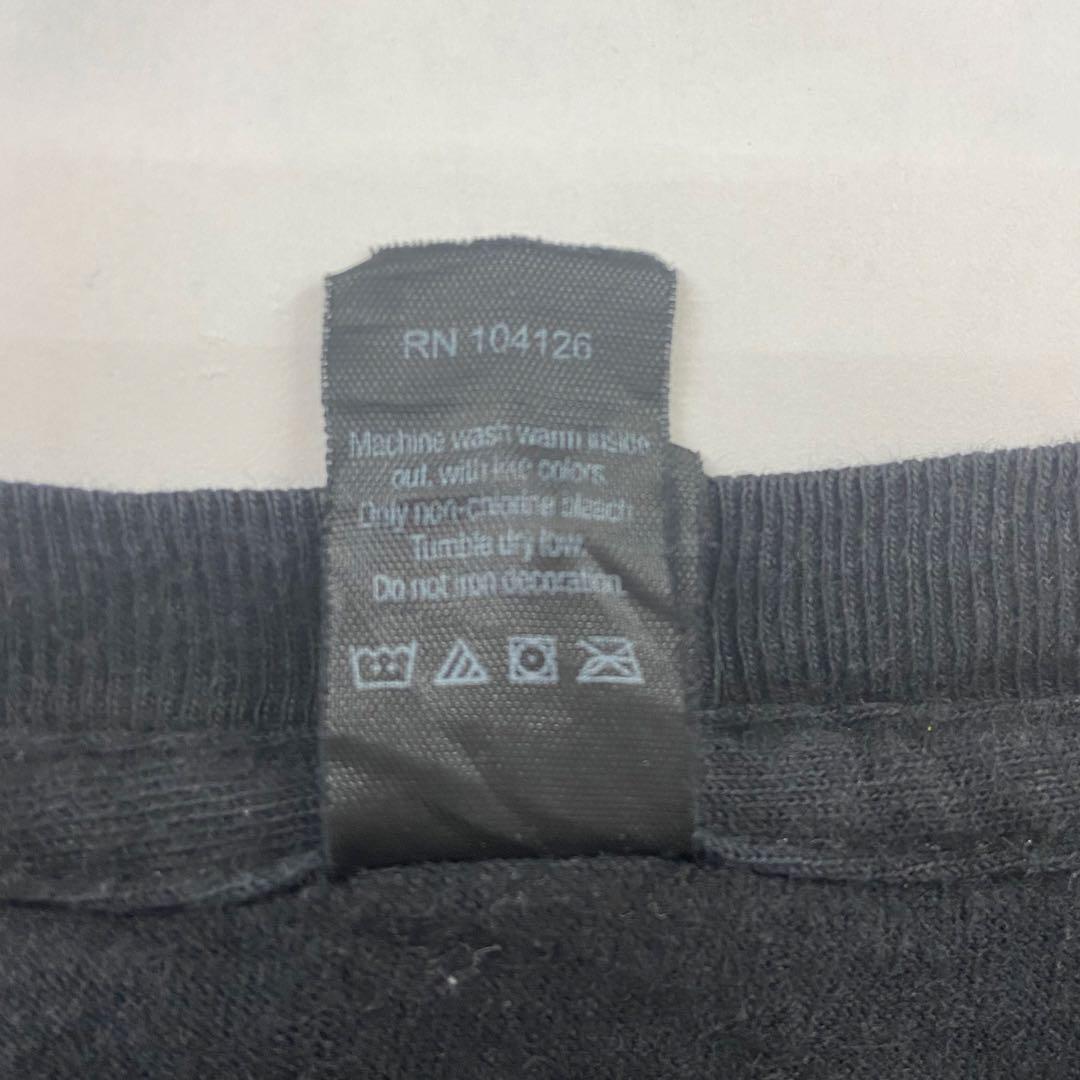 RN 104126
Machine wash warm inside
out, with like colors.
Only non-chlorine bleach
Tumble dry low.
Do not iron decoration.